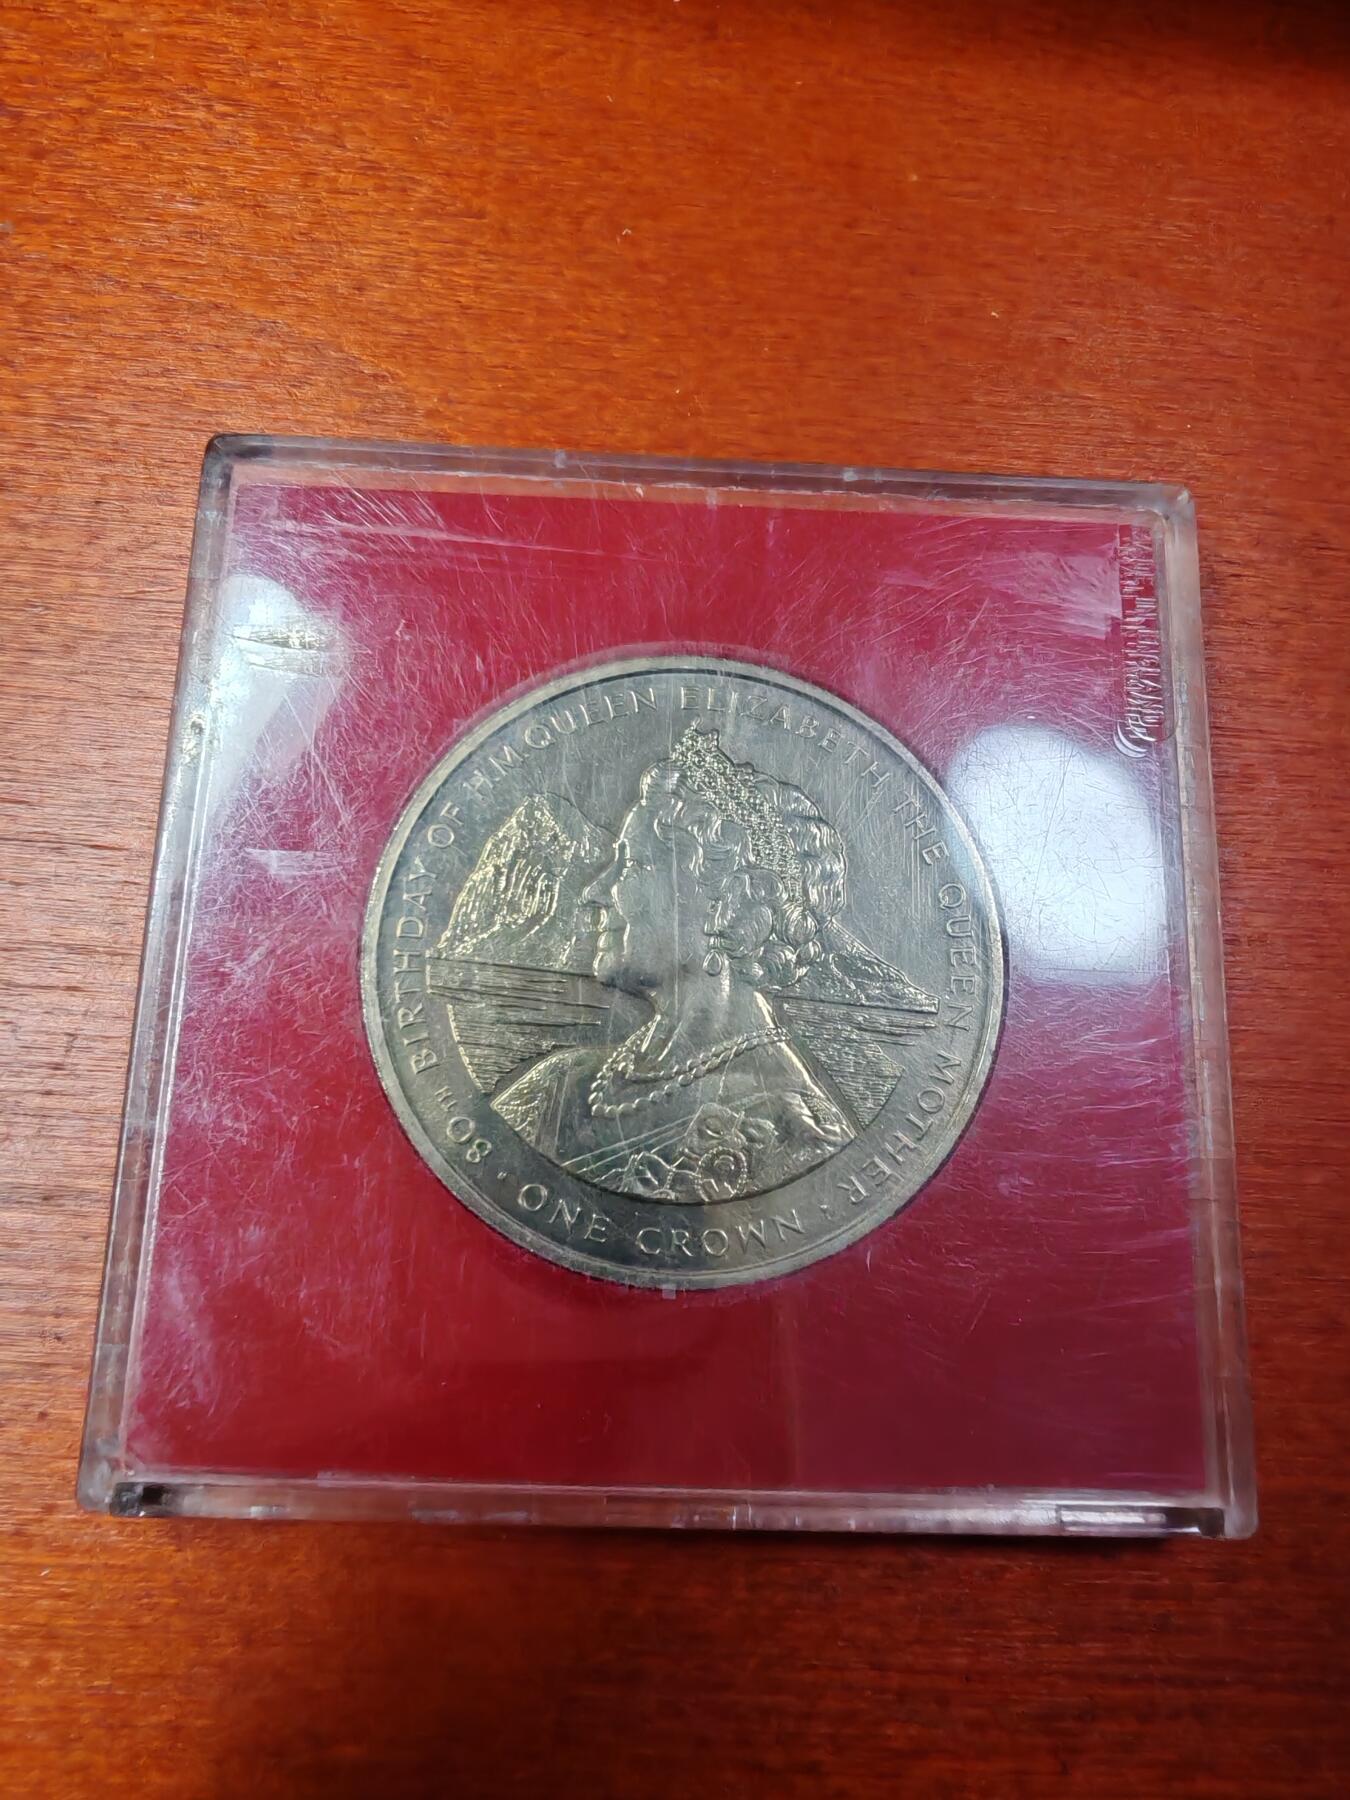 80TH BIRTHDAY OF H.M.QUEEN ELIZABETH THE QUEEN MOTHER
ONE CROWN